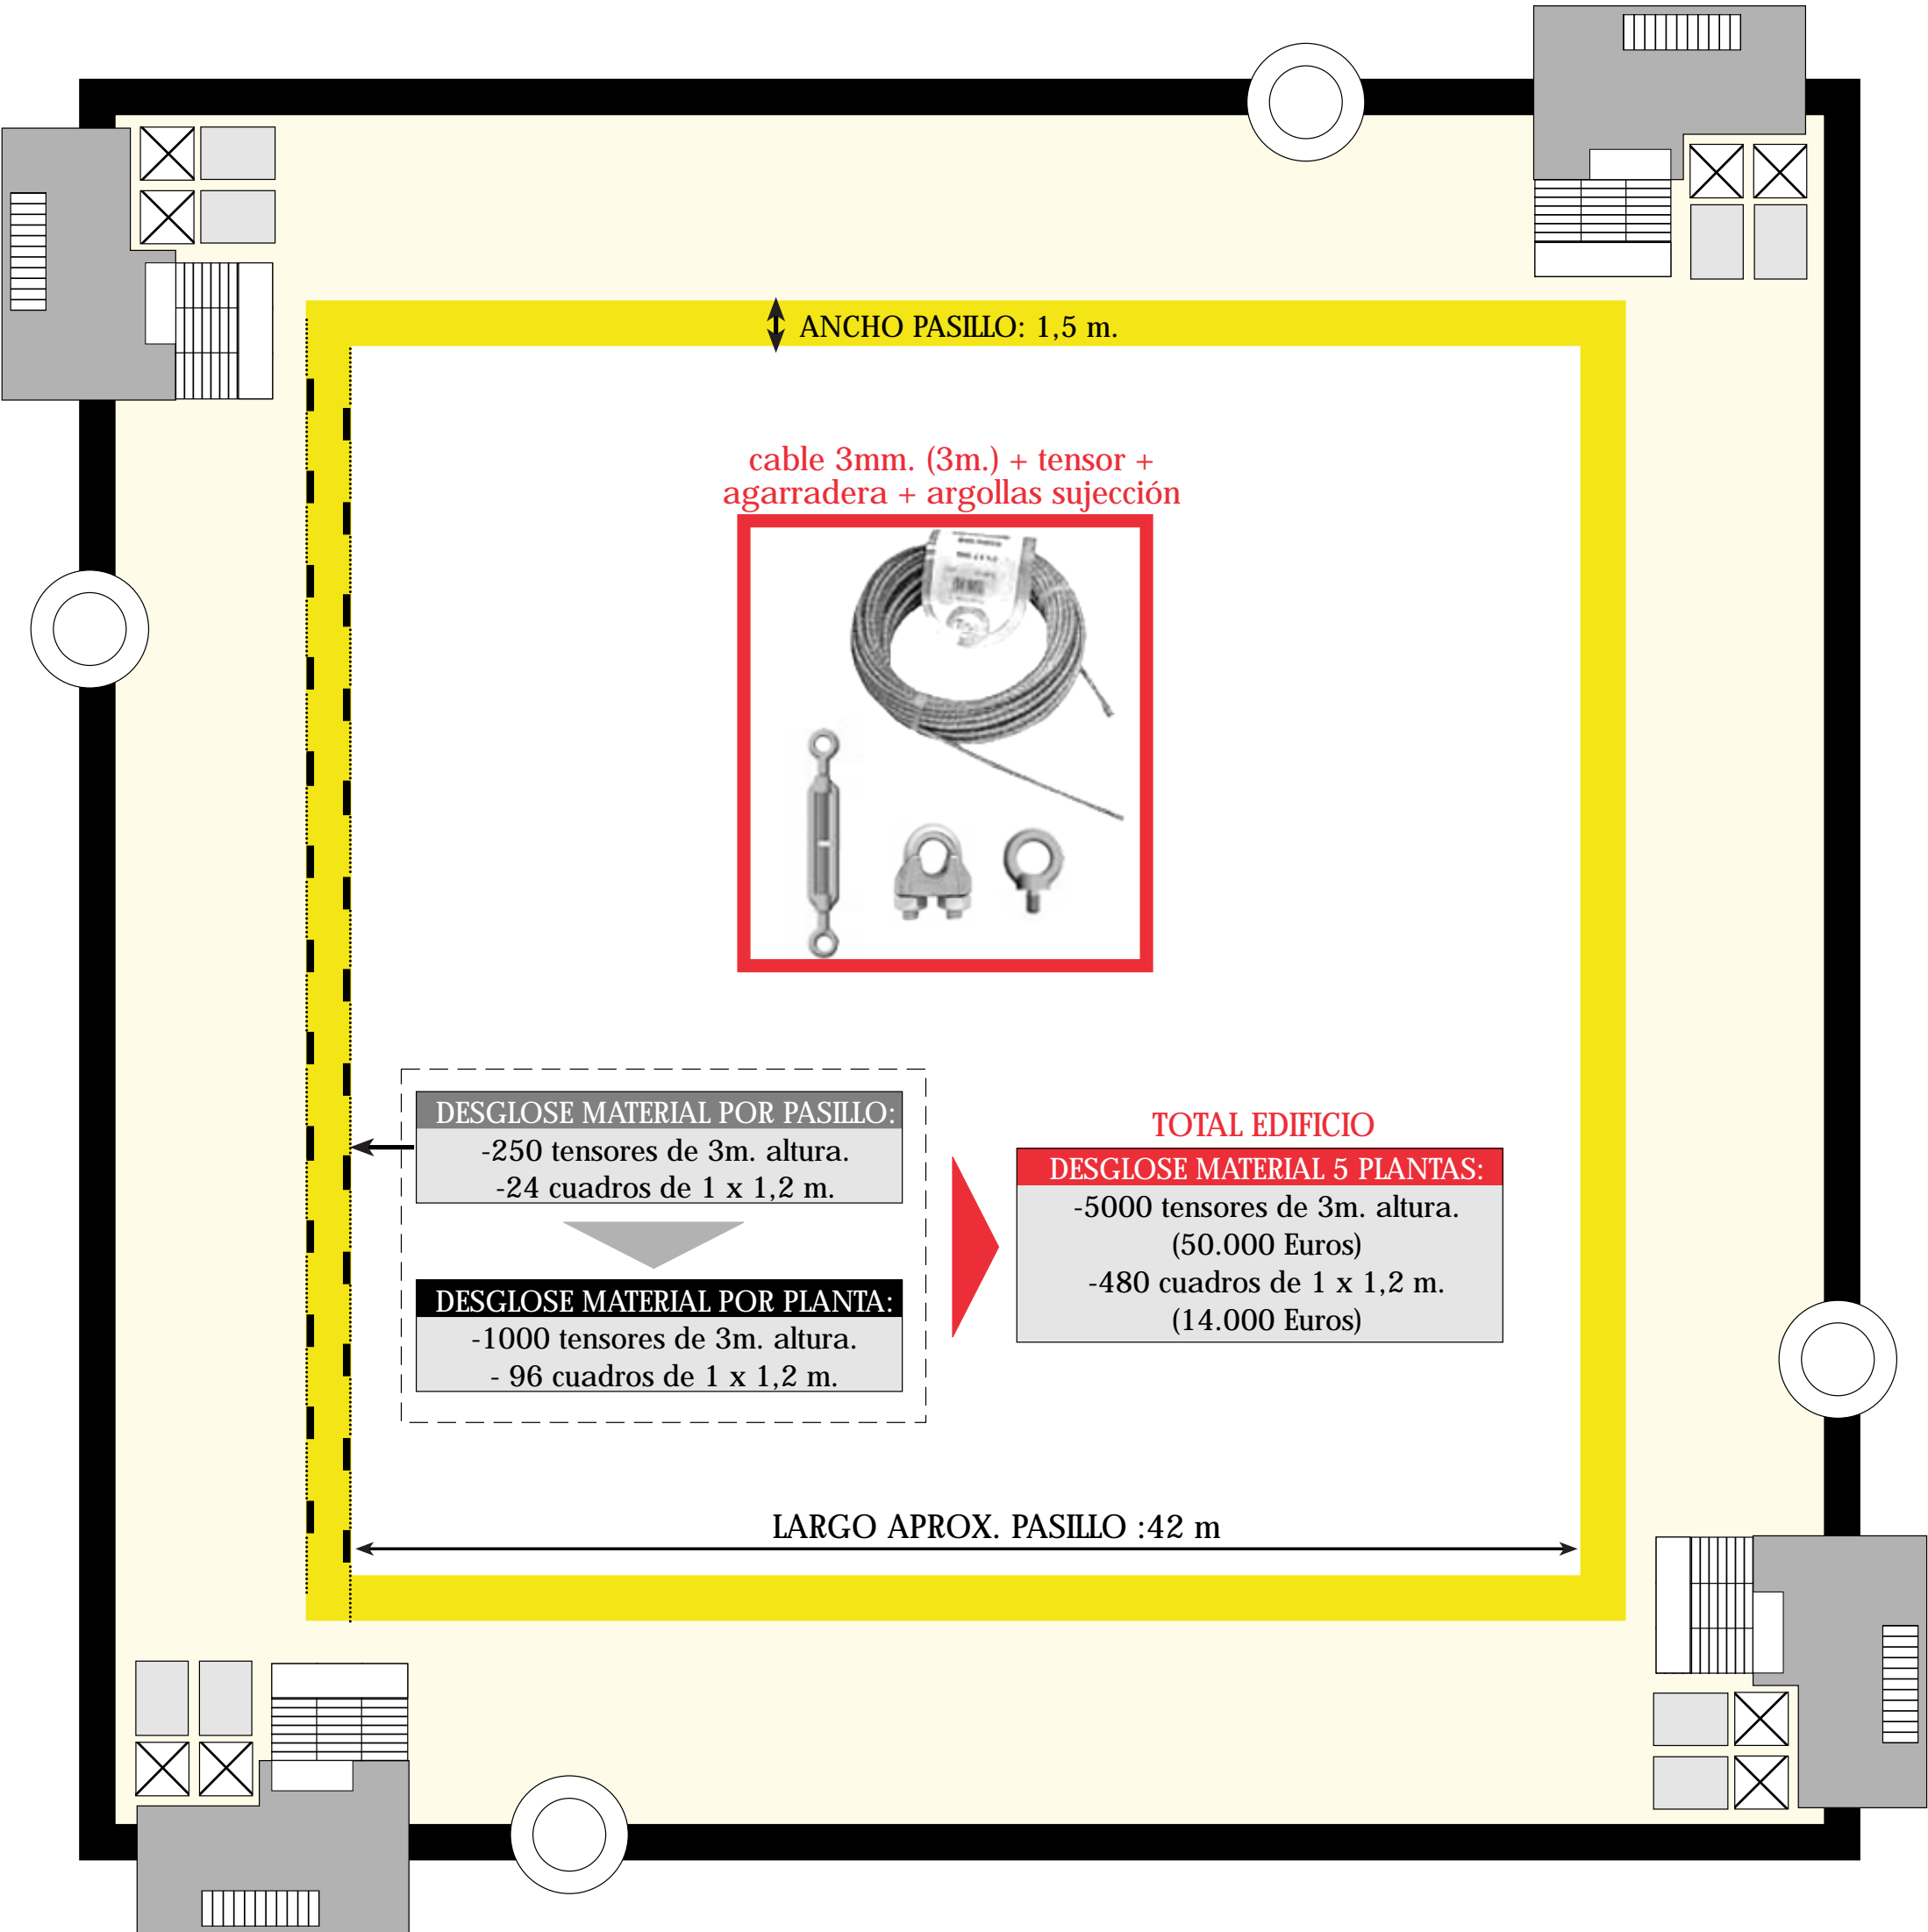 ANCHO PASILLO: 1,5 m.
cable 3mm. (3m.) + tensor +
agarradera + argollas sujección
DESGLOSE MATERIAL POR PASILLO:
-250 tensores de 3m. altura.
-24 cuadros de 1 x 1,2 m.
DESGLOSE MATERIAL POR PLANTA:
-1000 tensores de 3m. altura.
- 96 cuadros de 1 x 1,2 m.
TOTAL EDIFICIO
DESGLOSE MATERIAL 5 PLANTAS:
-5000 tensores de 3m. altura.
(50.000 Euros)
-480 cuadros de 1 x 1,2 m.
(14.000 Euros)
LARGO APROX. PASILLO :42 m